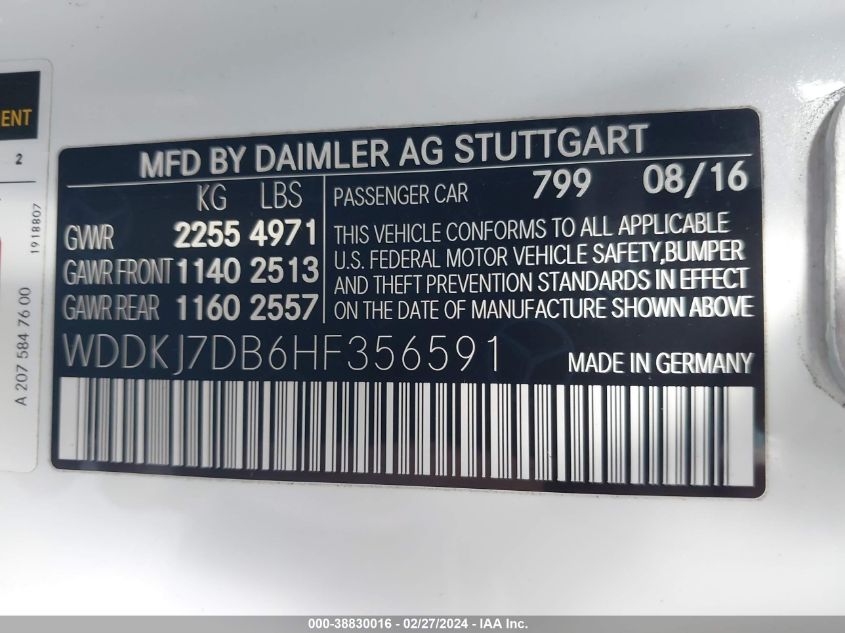 ENT
2
1918807
A 207 584 76 00
MFD BY DAIMLER AG STUTTGART
KG LBS
GVWR 2255 4971
GAWR FRONT 1140 2513
GAWR REAR 1160 2557
PASSENGER CAR 799 08/16
THIS VEHICLE CONFORMS TO ALL APPLICABLE
U.S. FEDERAL MOTOR VEHICLE SAFETY,BUMPER
AND THEFT PREVENTION STANDARDS IN EFFECT
ON THE DATE OF MANUFACTURE SHOWN ABOVE
WDDKJ7DB6HF356591 MADE IN GERMANY
000-38830016 - 02/27/2024 - IAA Inc.